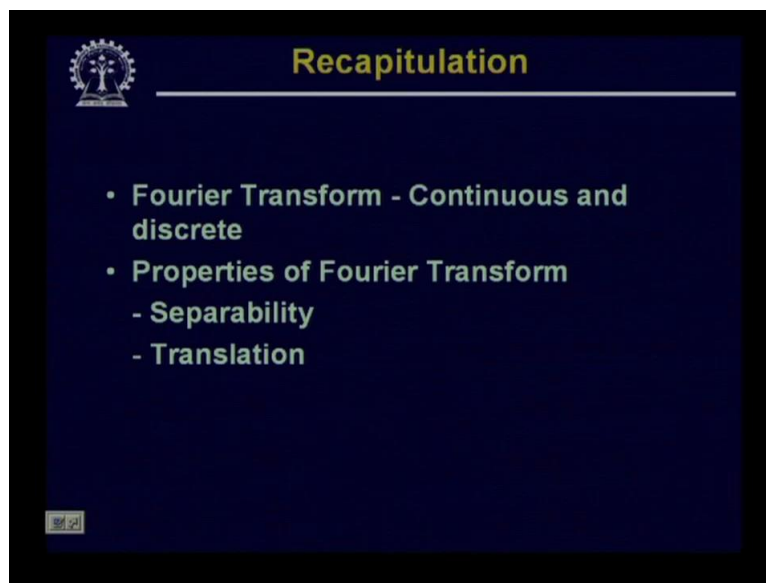 Recapitulation
• Fourier Transform - Continuous and
discrete
• Properties of Fourier Transform
- Separability
- Translation